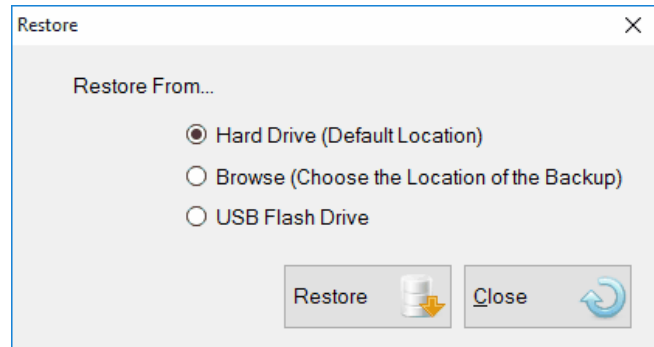 Restore
Restore From...
Hard Drive (Default Location)
Browse (Choose the Location of the Backup)
USB Flash Drive
Restore Close